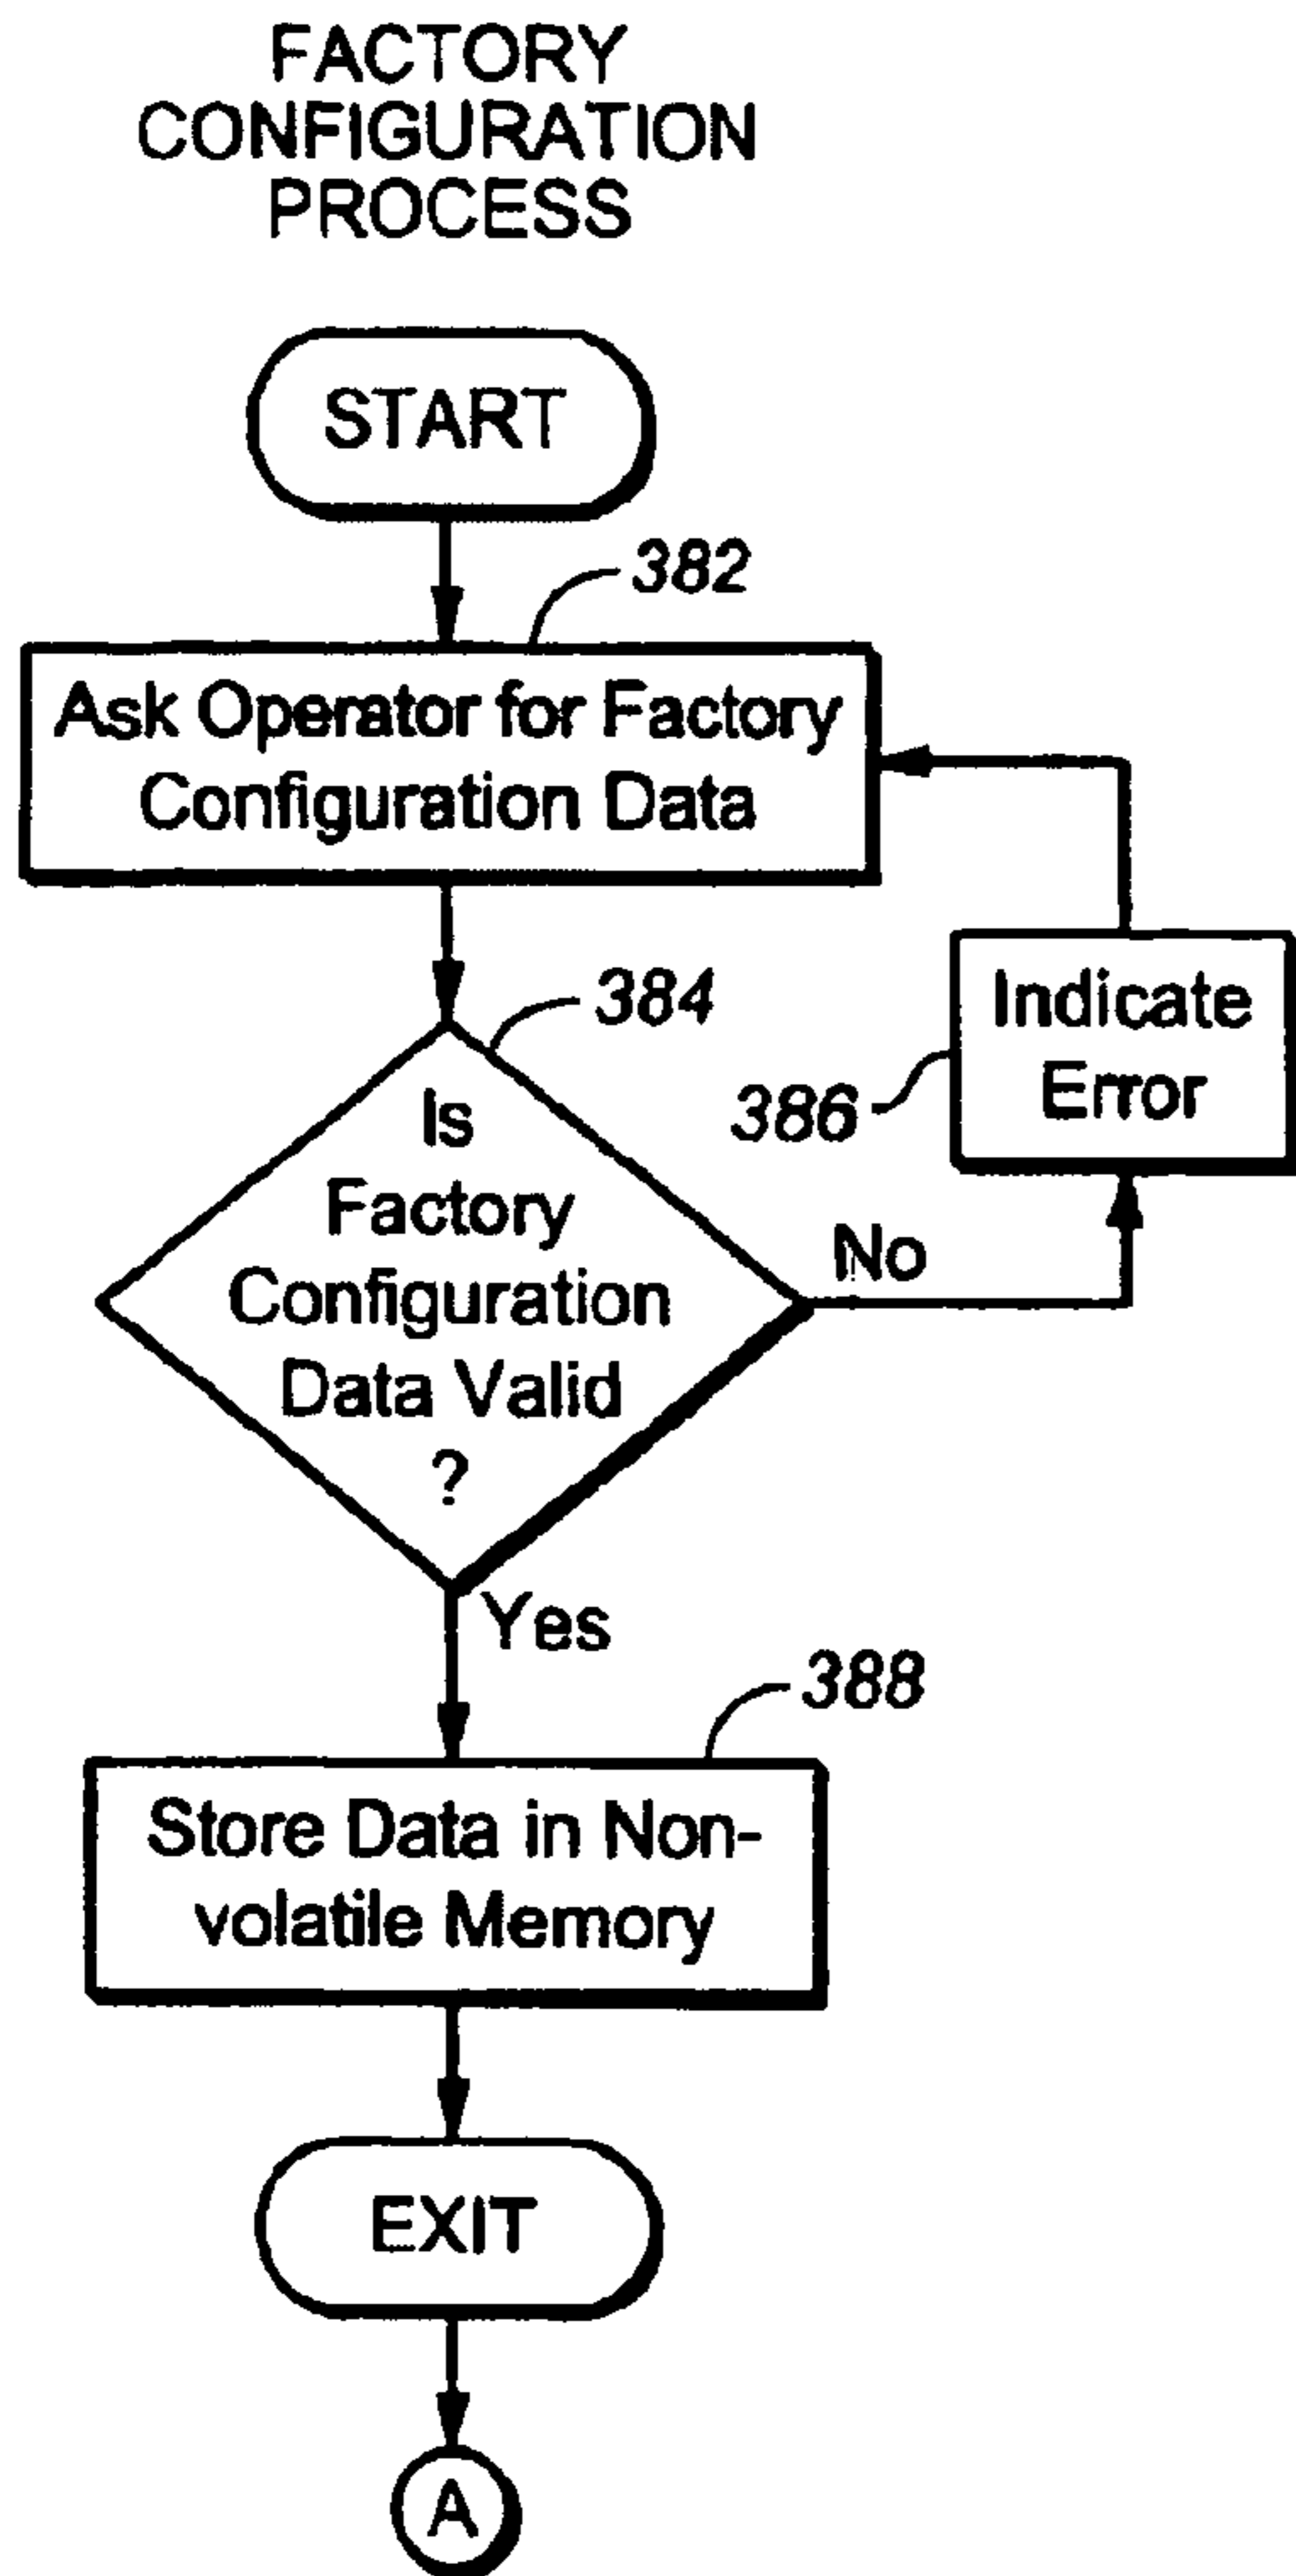 FACTORY
CONFIGURATION
PROCESS
START
382
Ask Operator for Factory
Configuration Data
384
Indicate
Error
386
Is
Factory
Configuration
Data Valid
?
No
Yes
388
Store Data in Non-
volatile Memory
EXIT
A